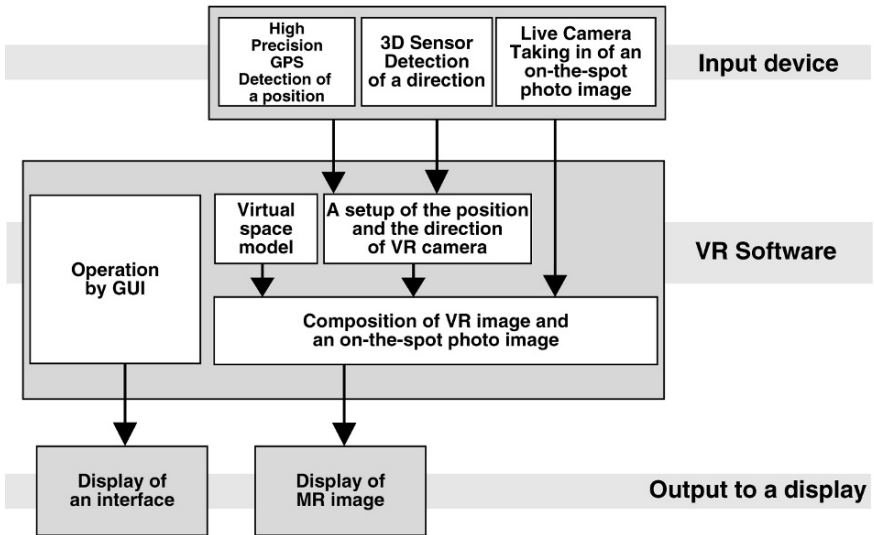 High
Precision
GPS
Detection of
a position
3D Sensor
Detection
of a direction
Live Camera
Taking in of an
on-the-spot
photo image
Input device
Operation
by GUI
Virtual
space
model
A setup of the position
and the direction
of VR camera
VR Software
Composition of VR image and
an on-the-spot photo image
Display of
an interface
Display of
MR image
Output to a display